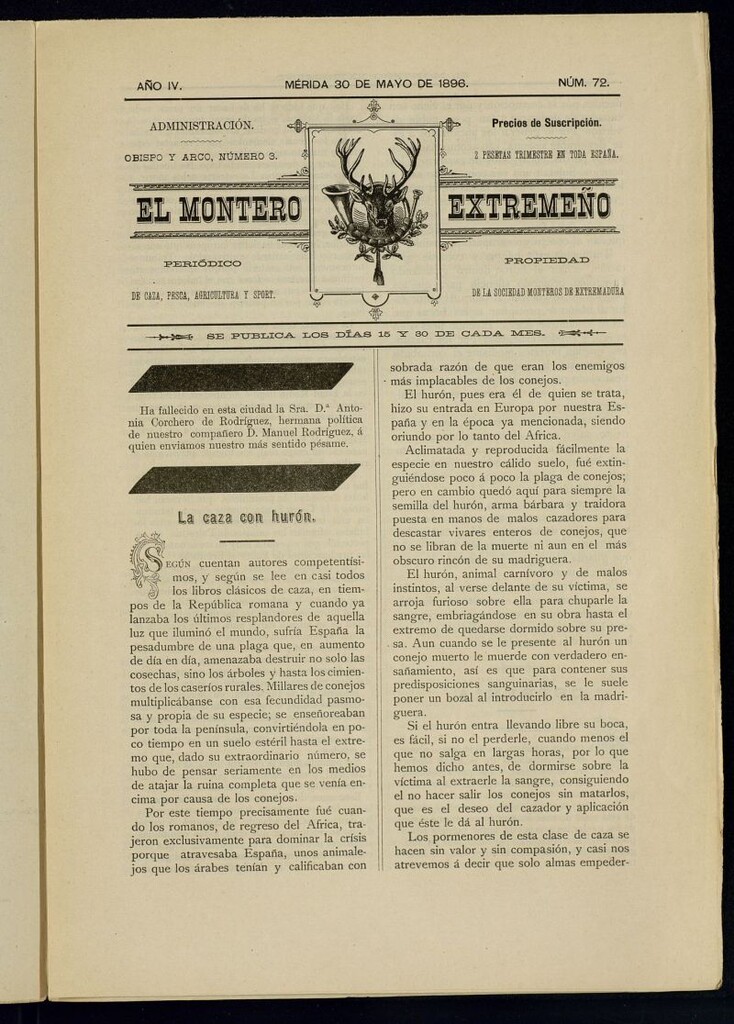 AÑO IV.
MÉRIDA 30 DE MAYO DE 1896.
NÚM. 72.
ADMINISTRACIÓN.
OBISPO Y ARCO, NÚMERO 3.
Precios de Suscripción.
2 PESETAS TRIMESTRE EN TODA ESPAÑA.
EL MONTERO
EXTREMEÑO
PERIÓDICO
DE CAZA, PESCA, AGRICULTURA Y SPORT.
PROPIEDAD
DE LA SOCIEDAD MONTEROS DE EXTREMADURA
SE PUBLICA LOS DÍAS 15 Y 30 DE CADA MES.
Ha fallecido en esta ciudad la Sra. D.ª Anto-
nia Corchero de Rodríguez, hermana política
de nuestro compañero D. Manuel Rodríguez, á
quien enviamos nuestro más sentido pésame.
La caza con hurón.
SEGÚN cuentan autores competentísi-
mos, y según se lee en casi todos
los libros clásicos de caza, en tiem-
pos de la República romana y cuando ya
lanzaba los últimos resplandores de aquella
luz que iluminó el mundo, sufría España la
pesadumbre de una plaga que, en aumento
de día en día, amenazaba destruir no solo las
cosechas, sino los árboles y hasta los cimien-
tos de los caseríos rurales. Millares de conejos
multiplicábanse con esa fecundidad pasmo-
sa y propia de su especie; se enseñoreaban
por toda la península, convirtiéndola en po-
co tiempo en un suelo estéril hasta el extre-
mo que, dado su extraordinario número, se
hubo de pensar seriamente en los medios
de atajar la ruina completa que se venía en-
cima por causa de los conejos.
Por este tiempo precisamente fué cuan-
do los romanos, de regreso del Africa, tra-
jeron exclusivamente para dominar la crisis
porque atravesaba España, unos animale-
jos que los árabes tenían y calificaban con
sobrada razón de que eran los enemigos
más implacables de los conejos.
El hurón, pues era él de quien se trata,
hizo su entrada en Europa por nuestra Es-
paña y en la época ya mencionada, siendo
oriundo por lo tanto del Africa.
Aclimatada y reproducida fácilmente la
especie en nuestro cálido suelo, fué extin-
guiéndose poco á poco la plaga de conejos;
pero en cambio quedó aquí para siempre la
semilla del hurón, arma bárbara y traidora
puesta en manos de malos cazadores para
descastar vivares enteros de conejos, que
no se libran de la muerte ni aun en el más
obscuro rincón de su madriguera.
El hurón, animal carnívoro y de malos
instintos, al verse delante de su víctima, se
arroja furioso sobre ella para chuparle la
sangre, embriagándose en su obra hasta el
extremo de quedarse dormido sobre su pre-
sa. Aun cuando se le presente al hurón un
conejo muerto le muerde con verdadero en-
sañamiento, así es que para contener sus
predisposiciones sanguinarias, se le suele
poner un bozal al introducirlo en la madri-
guera.
Si el hurón entra llevando libre su boca,
es fácil, si no el perderle, cuando menos el
que no salga en largas horas, por lo que
hemos dicho antes, de dormirse sobre la
víctima al extraerle la sangre, consiguiendo
el no hacer salir los conejos sin matarlos,
que es el deseo del cazador y aplicación
que éste le dá al hurón.
Los pormenores de esta clase de caza se
hacen sin valor y sin compasión, y casi nos
atrevemos á decir que solo almas empeder-